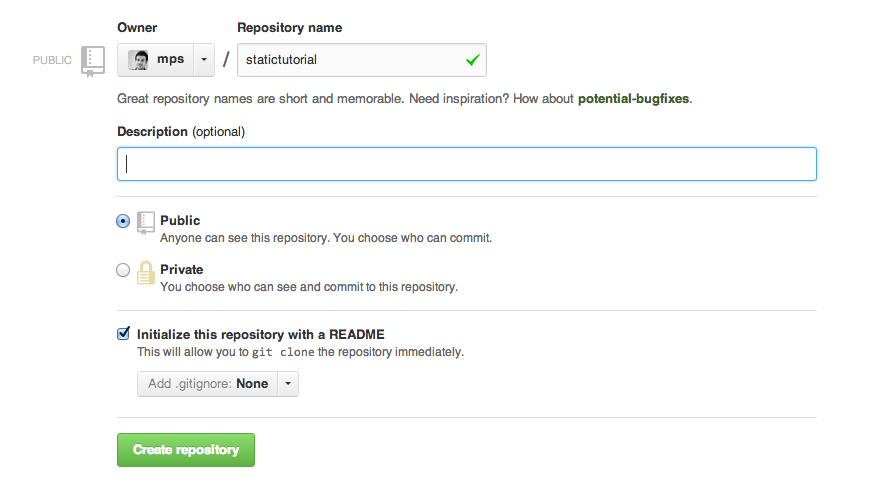 Owner Repository name
PUBLIC mps / statictutorial
Great repository names are short and memorable. Need inspiration? How about potential-bugfixes.
Description (optional)
Public
Anyone can see this repository. You choose who can commit.
Private
You choose who can see and commit to this repository.
Initialize this repository with a README
This will allow you to git clone the repository immediately.
Add .gitignore: None
Create repository